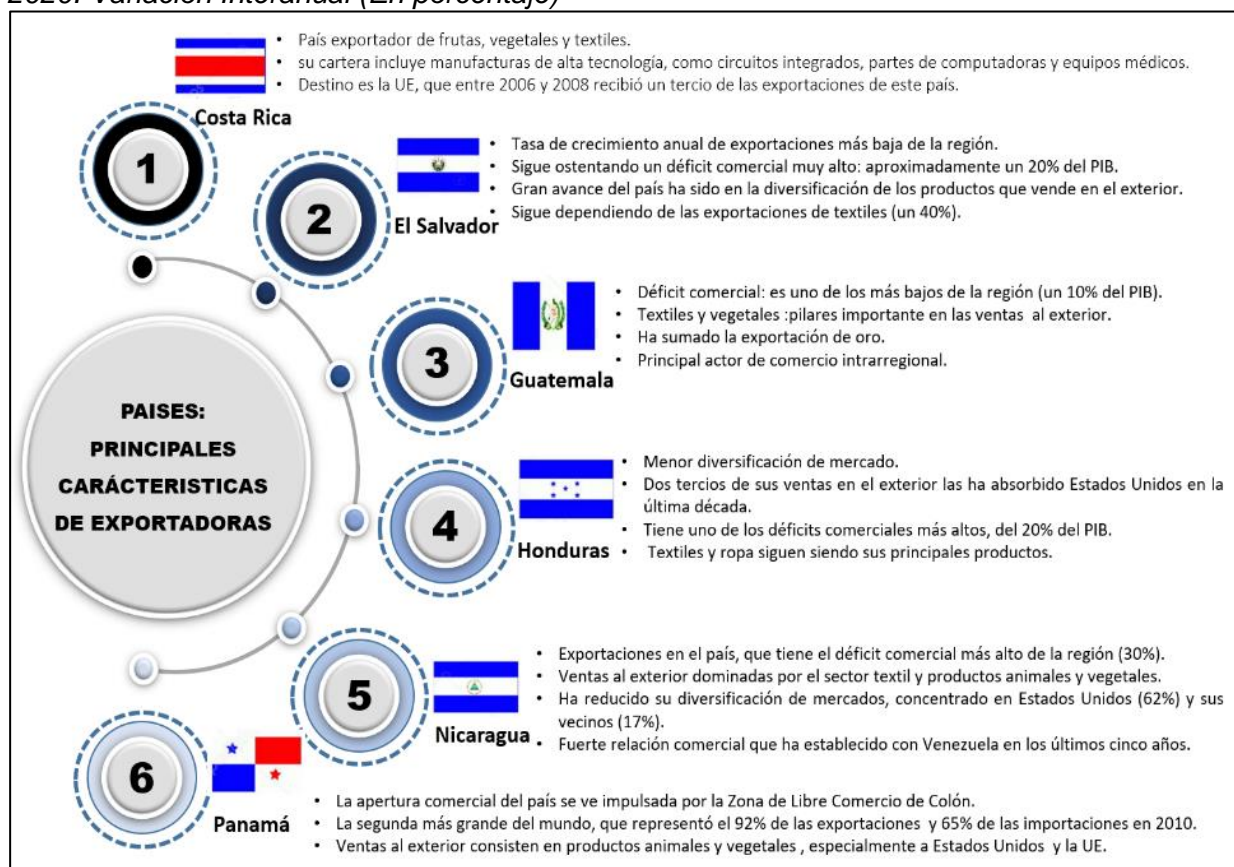 2020. Variación Interanual (En porcentaje)
• País exportador de frutas, vegetales y textiles.
• su cartera incluye manufacturas de alta tecnología, como circuitos integrados, partes de computadoras y equipos médicos.
• Destino es la UE, que entre 2006 y 2008 recibió un tercio de las exportaciones de este país.
Costa Rica
1
• Tasa de crecimiento anual de exportaciones más baja de la región.
• Sigue ostentando un déficit comercial muy alto: aproximadamente un 20% del PIB.
• Gran avance del país ha sido en la diversificación de los productos que vende en el exterior.
• Sigue dependiendo de las exportaciones de textiles (un 40%).
2
El Salvador
• Déficit comercial: es uno de los más bajos de la región (un 10% del PIB).
• Textiles y vegetales :pilares importante en las ventas al exterior.
• Ha sumado la exportación de oro.
• Principal actor de comercio intrarregional.
3
Guatemala
PAISES:
PRINCIPALES
CARÁCTERISTICAS
DE EXPORTADORAS
• Menor diversificación de mercado.
• Dos tercios de sus ventas en el exterior las ha absorbido Estados Unidos en la
última década.
• Tiene uno de los déficits comerciales más altos, del 20% del PIB.
• Textiles y ropa siguen siendo sus principales productos.
4
Honduras
• Exportaciones en el país, que tiene el déficit comercial más alto de la región (30%).
• Ventas al exterior dominadas por el sector textil y productos animales y vegetales.
• Ha reducido su diversificación de mercados, concentrado en Estados Unidos (62%) y sus
vecinos (17%).
• Fuerte relación comercial que ha establecido con Venezuela en los últimos cinco años.
5
Nicaragua
6
Panamá
• La apertura comercial del país se ve impulsada por la Zona de Libre Comercio de Colón.
• La segunda más grande del mundo, que representó el 92% de las exportaciones y 65% de las importaciones en 2010.
• Ventas al exterior consisten en productos animales y vegetales , especialmente a Estados Unidos y la UE.